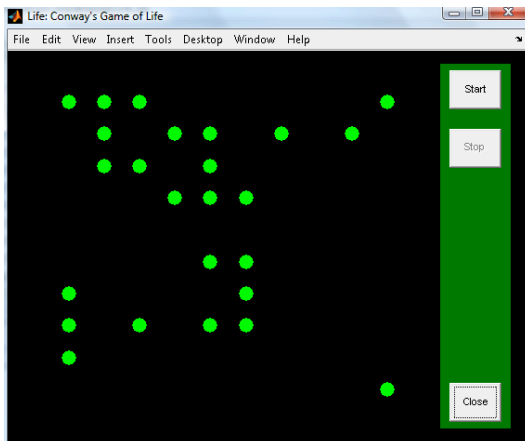 Life: Conway's Game of Life
File Edit View Insert Tools Desktop Window Help
Start
Stop
Close